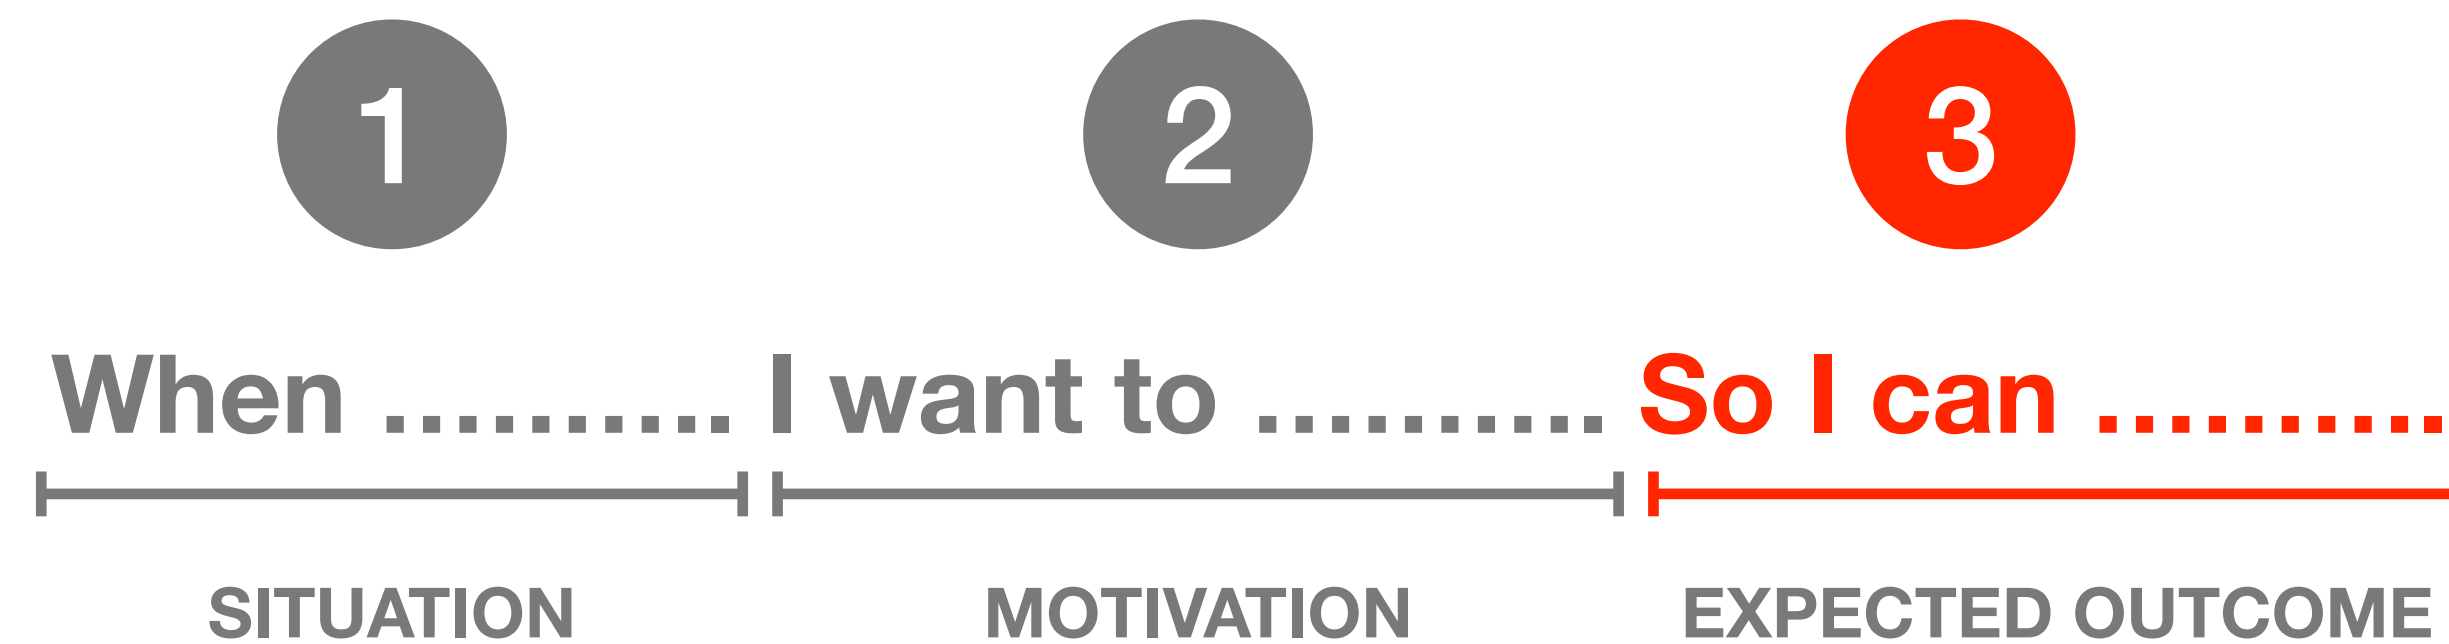 1 2 3
When .......... I want to .......... So I can ..........
SITUATION MOTIVATION EXPECTED OUTCOME